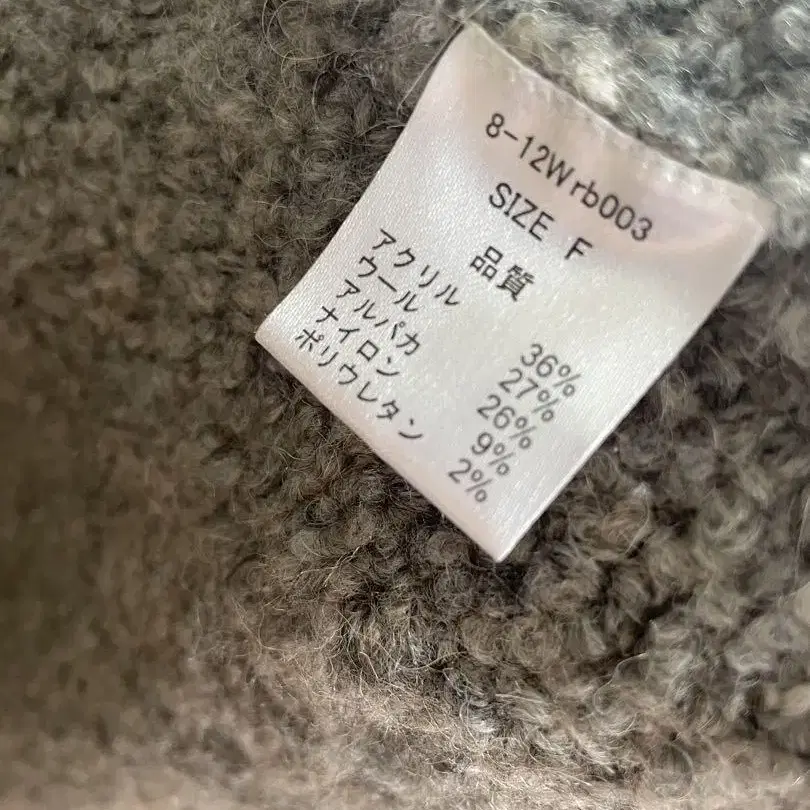 8-12Wrb003
SIZE F
品質
アクリル 36%
ウール 27%
アルパカ 26%
ナイロン 9%
ポリウレタン 2%